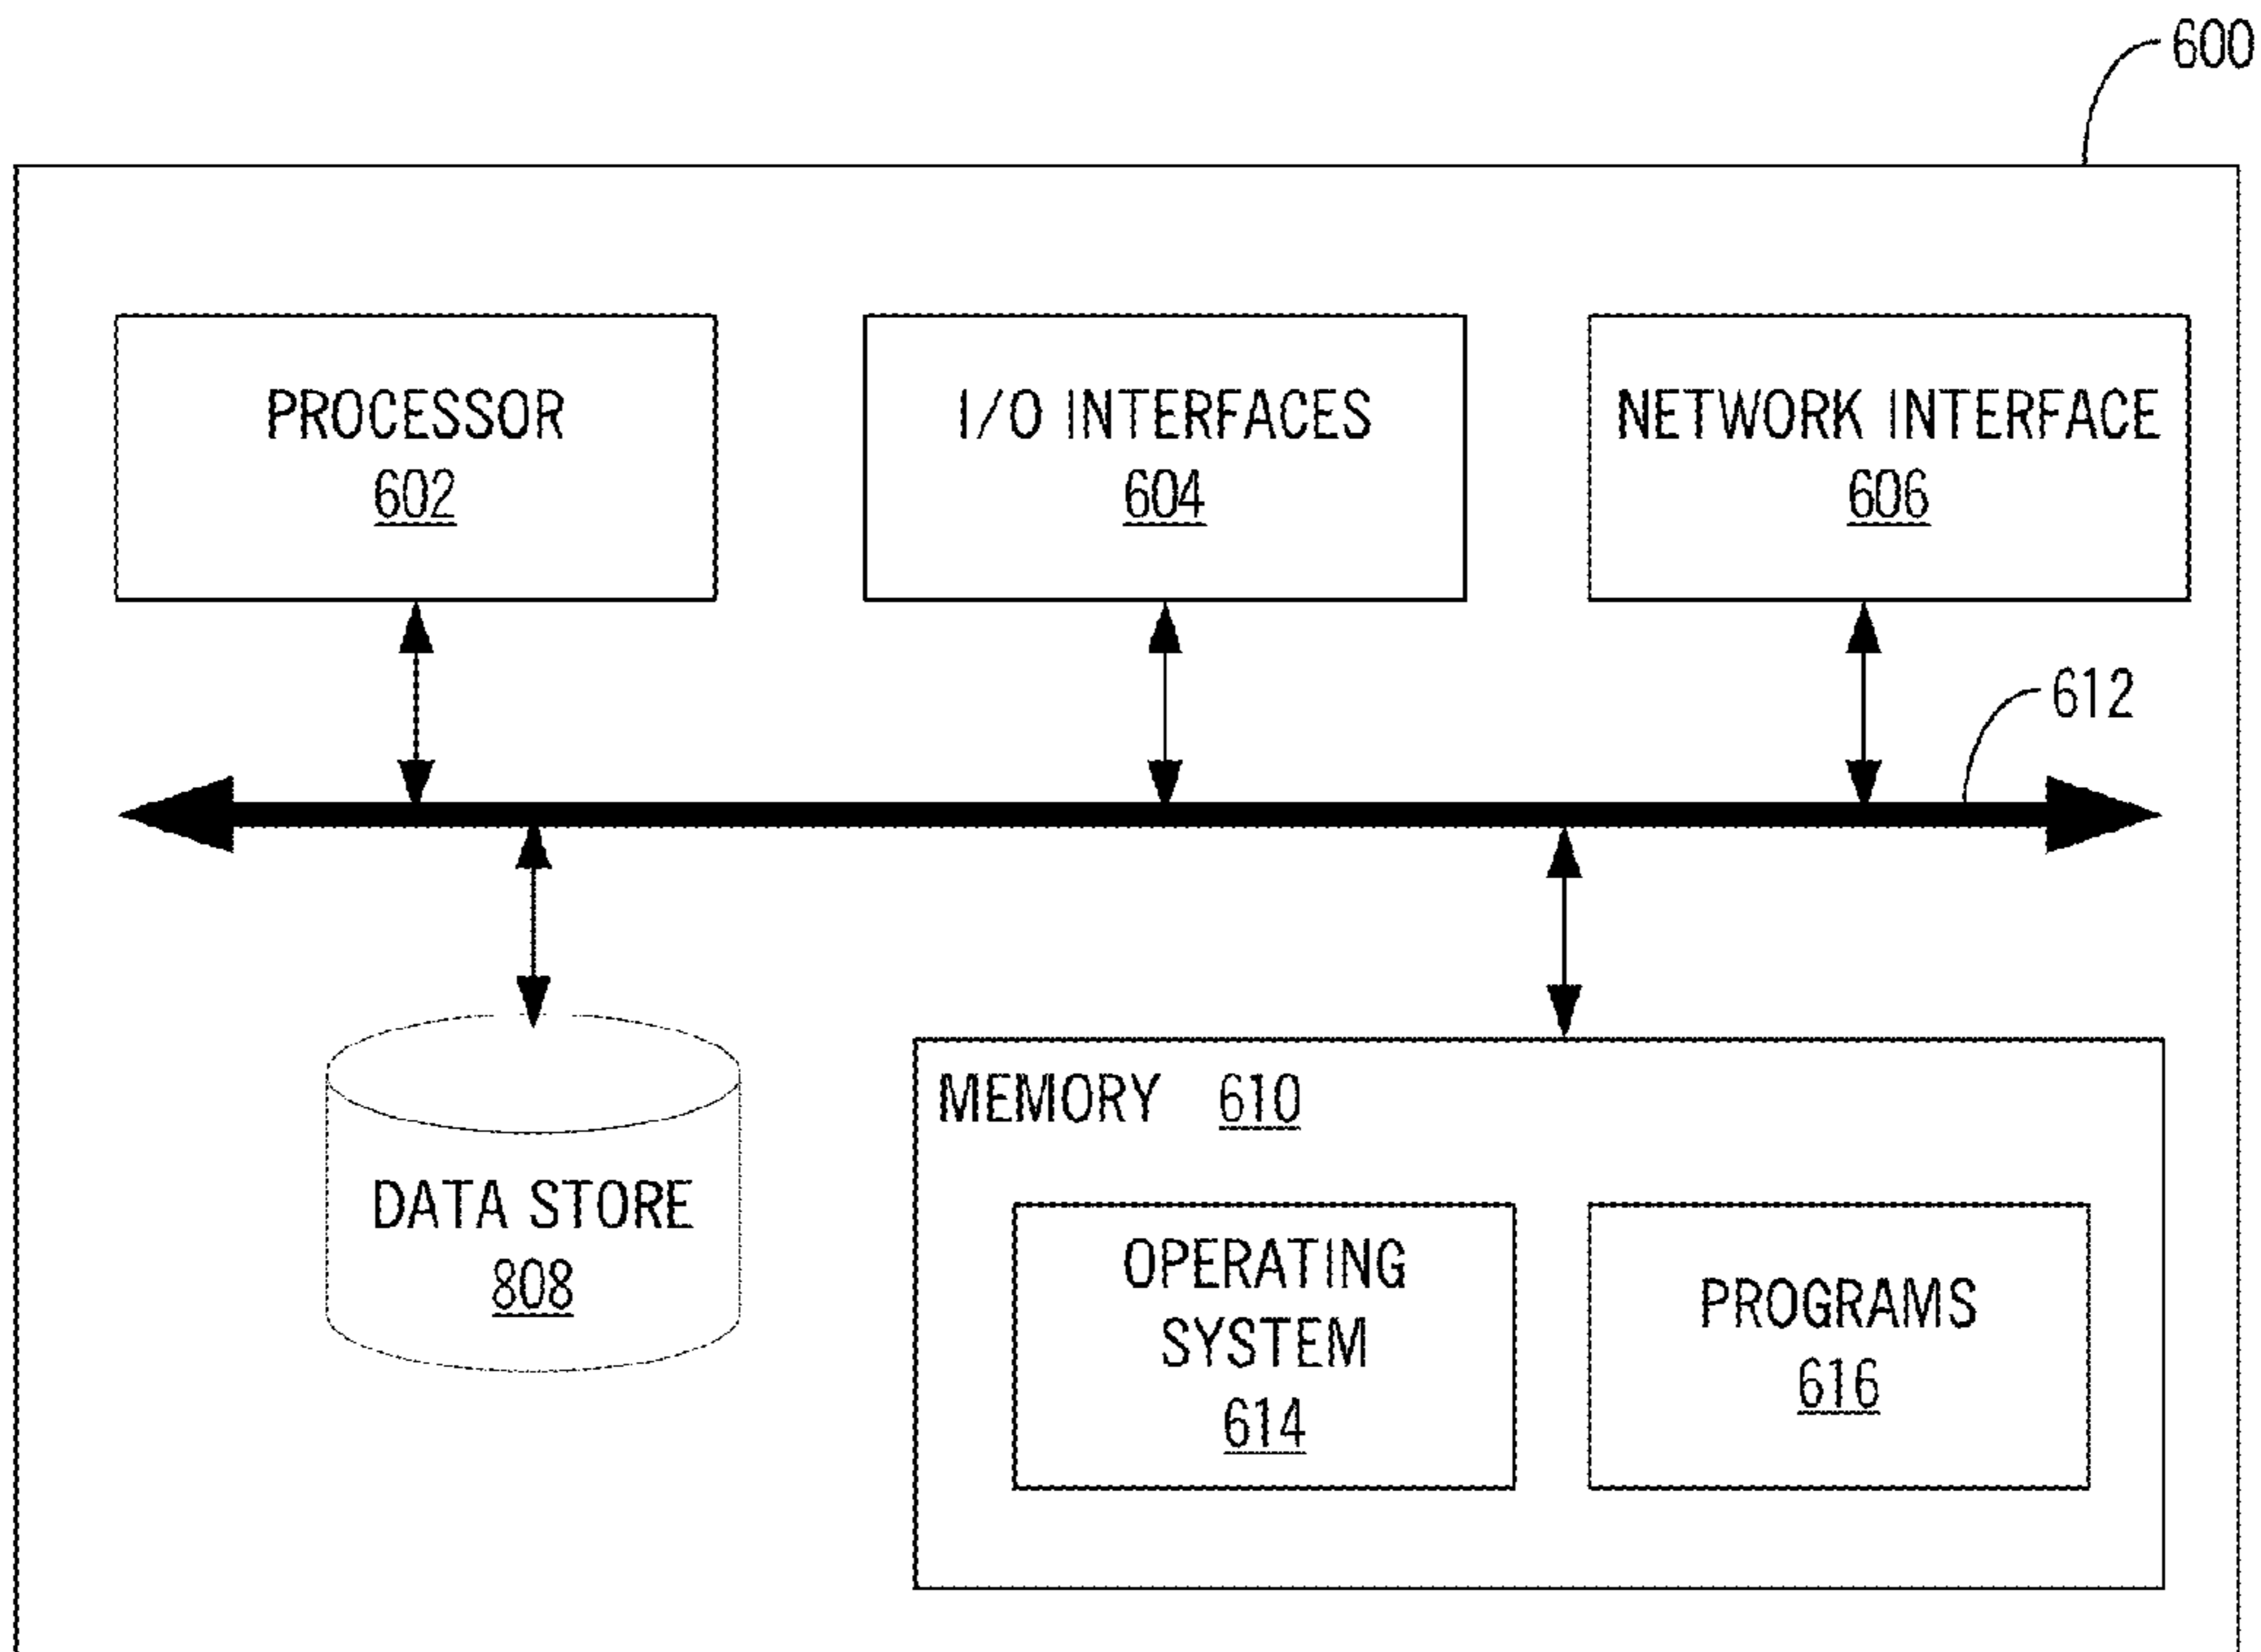 600
PROCESSOR
602
I/O INTERFACES
604
NETWORK INTERFACE
606
612
DATA STORE
808
MEMORY 610
OPERATING
SYSTEM
614
PROGRAMS
616